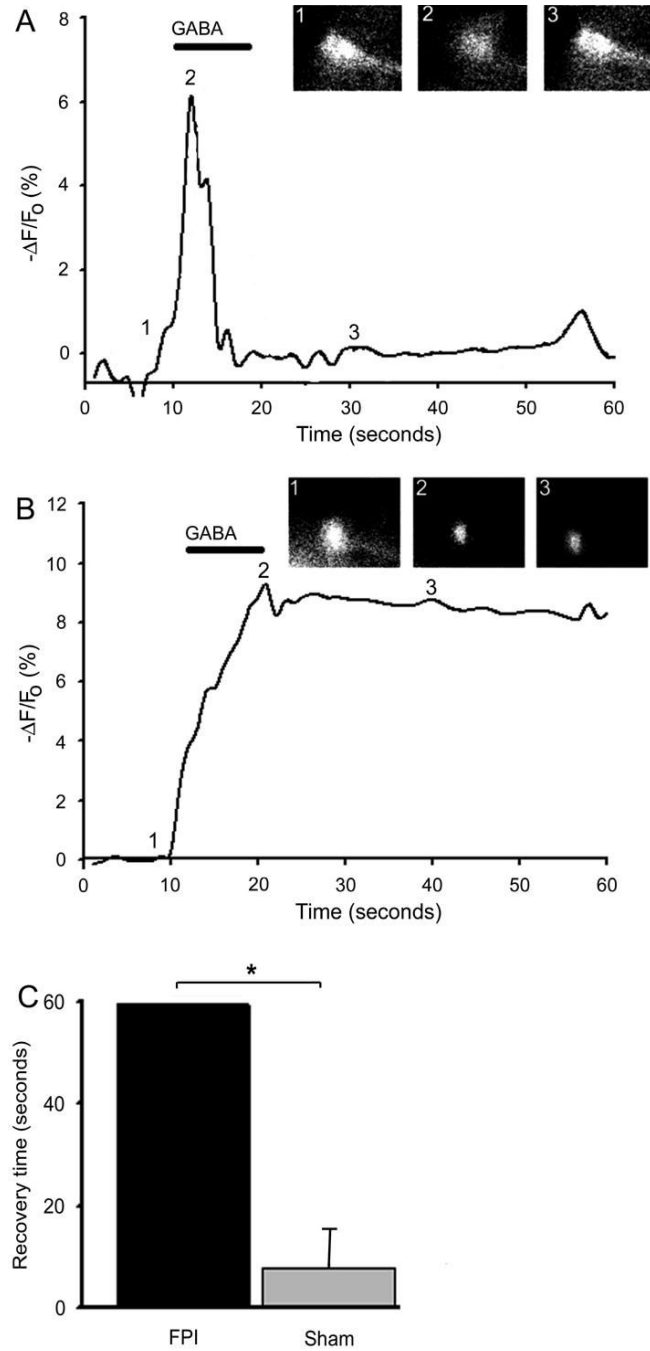 A
GABA
1 2 3
8
6
4
2
0
-ΔF/F₀ (%)
1
2
3
0 10 20 30 40 50 60
Time (seconds)
B
GABA
1 2 3
12
10
8
6
4
2
0
-ΔF/F₀ (%)
1
2
3
0 10 20 30 40 50 60
Time (seconds)
C
*
60
40
20
0
Recovery time (seconds)
FPI Sham